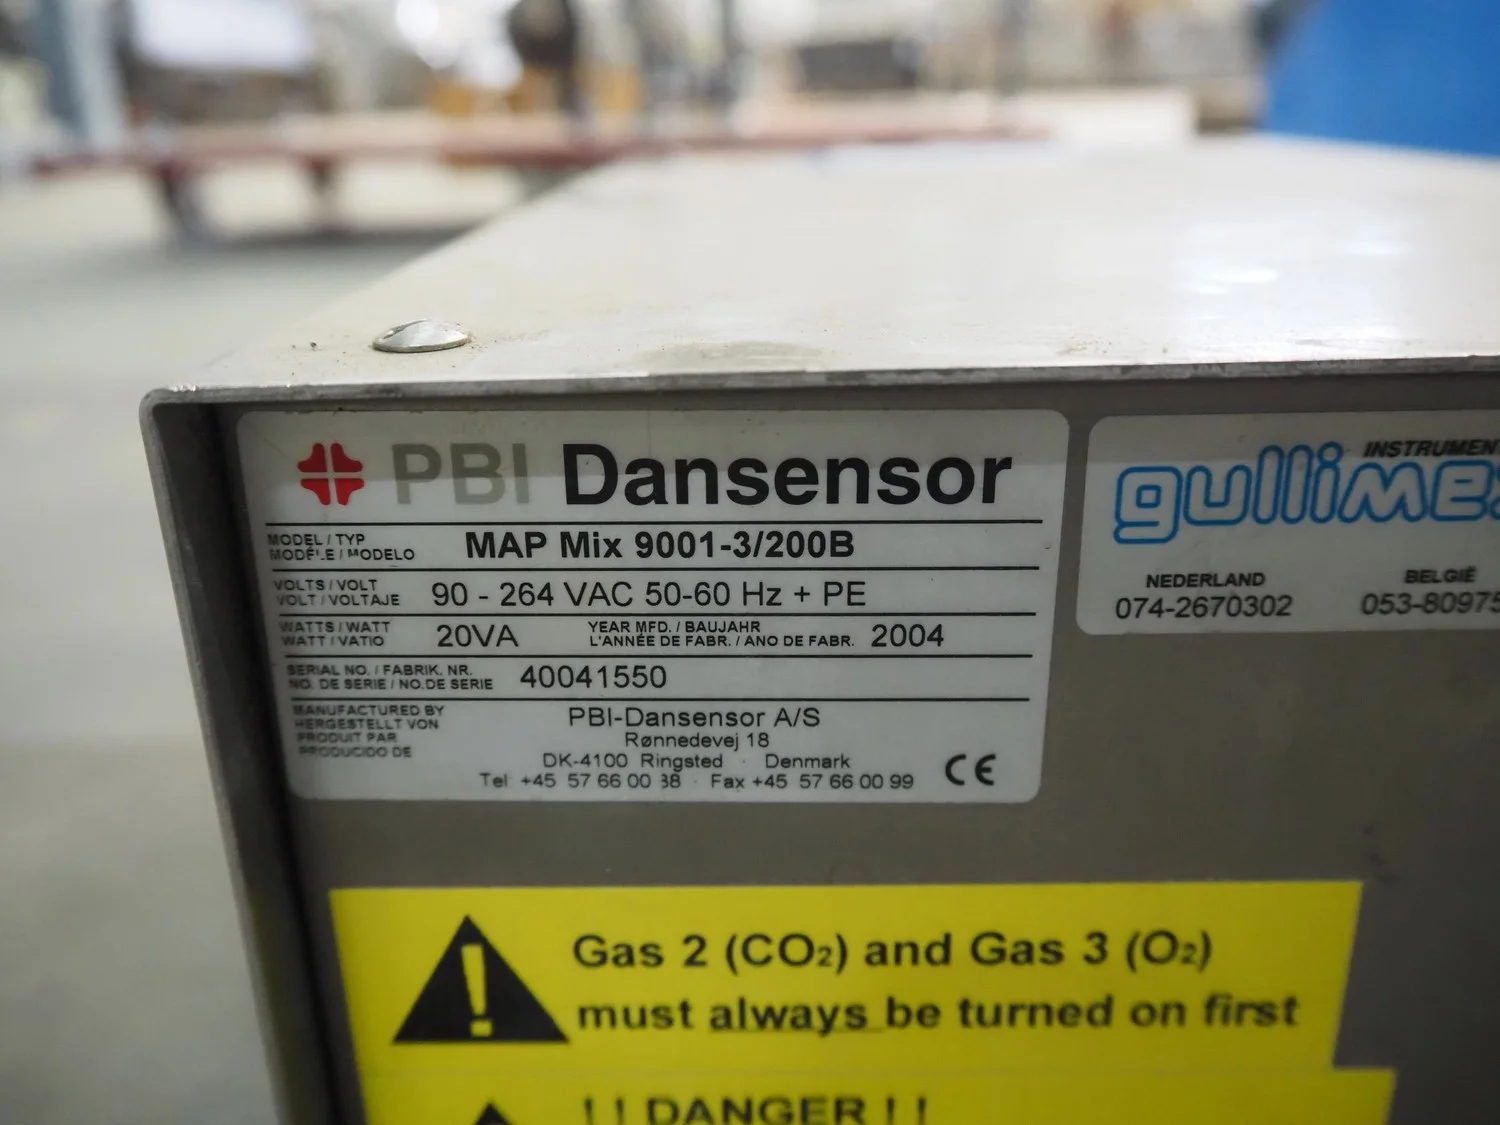 PBI Dansensor
MODEL / TYP
MODÈLE / MODELO
MAP Mix 9001-3/200B
VOLTS / VOLT
VOLT / VOLTAJE
90 - 264 VAC 50-60 Hz + PE
WATTS / WATT
WATT / VATIO
20VA
YEAR MFD. / BAUJAHR
L'ANNÉE DE FABR. / ANO DE FABR.
2004
SERIAL NO. / FABRIK. NR.
NO. DE SERIE / NO.DE SERIE
40041550
MANUFACTURED BY
HERGESTELLT VON
PRODUIT PAR
PRODUCIDO DE
PBI-Dansensor A/S
Rønnedevej 18
DK-4100 Ringsted · Denmark
Tel +45 57 66 00 88 · Fax +45 57 66 00 99
CE
INSTRUMEN
gullime
NEDERLAND
074-2670302
BELGIË
053-80975
Gas 2 (CO2) and Gas 3 (O2)
must always be turned on first
!! DANGER !!